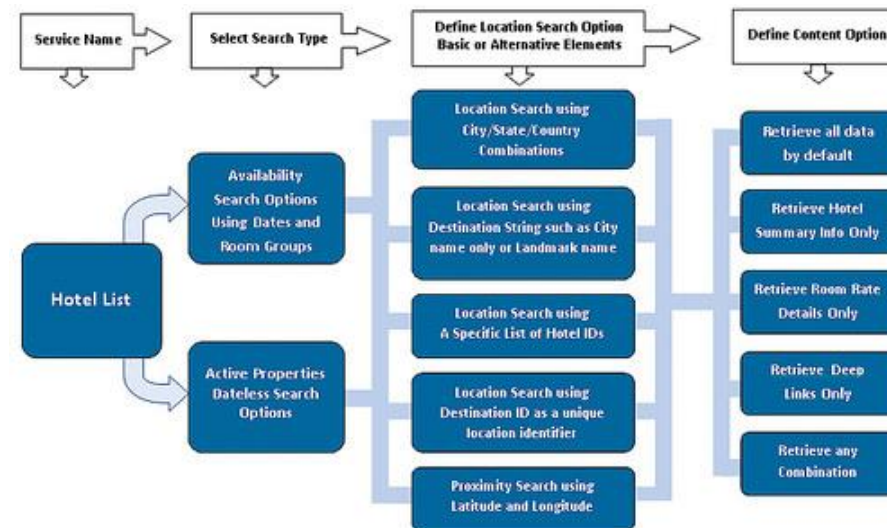 Service Name
Select Search Type
Define Location Search Option
Basic or Alternative Elements
Define Content Option
Hotel List
Availability
Search Options
Using Dates and
Room Groups
Active Properties
Dateless Search
Options
Location Search using
City/State/Country
Combinations
Location Search using
Destination String such as City
name only or Landmark name
Location Search using
A Specific List of Hotel IDs
Location Search using
Destination ID as a unique
location identifier
Proximity Search using
Latitude and Longitude
Retrieve all data
by default
Retrieve Hotel
Summary Info Only
Retrieve Room Rate
Details Only
Retrieve Deep
Links Only
Retrieve any
Combination